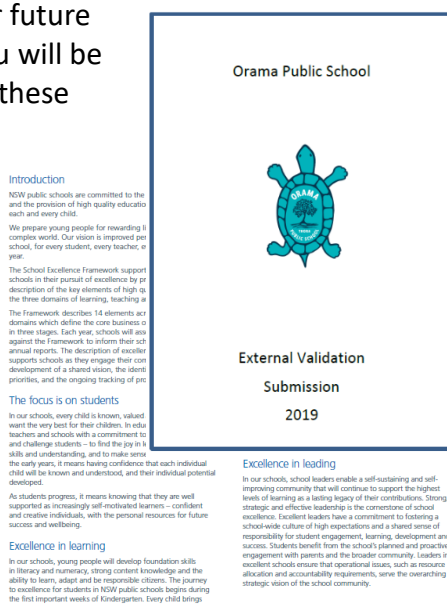 r future
u will be
these
Orama Public School
ORAMA
PUBLIC SCHOOL
External Validation
Submission
2019
Introduction
NSW public schools are committed to the
and the provision of high quality educatio
each and every child.
We prepare young people for rewarding li
complex world. Our vision is improved per
school, for every student, every teacher, e
year.
The School Excellence Framework support
schools in their pursuit of excellence by pr
description of the key elements of high qu
the three domains of learning, teaching a
The Framework describes 14 elements acr
domains which define the core business o
in three stages. Each year, schools will ass
against the Framework to inform their sch
annual reports. The description of exceller
supports schools as they engage their con
development of a shared vision, the identi
priorities, and the ongoing tracking of pro
The focus is on students
In our schools, every child is known, valued
want the very best for their children. In educ
teachers and schools with a commitment to
and challenge students – to find the joy in le
skills and understanding, and to make sense
the early years, it means having confidence that each individual
child will be known and understood, and their individual potential
developed.
As students progress, it means knowing that they are well
supported as increasingly self-motivated learners – confident
and creative individuals, with the personal resources for future
success and wellbeing.
Excellence in learning
In our schools, young people will develop foundation skills
in literacy and numeracy, strong content knowledge and the
ability to learn, adapt and be responsible citizens. The journey
to excellence for students in NSW public schools begins during
the first important weeks of Kindergarten. Every child brings
Excellence in leading
In our schools, school leaders enable a self-sustaining and self-
improving community that will continue to support the highest
levels of learning as a lasting legacy of their contributions. Strong
strategic and effective leadership is the cornerstone of school
excellence. Excellent leaders have a commitment to fostering a
school-wide culture of high expectations and a shared sense of
responsibility for student engagement, learning, development and
success. Students benefit from the school's planned and proactive
engagement with parents and the broader community. Leaders in
excellent schools ensure that operational issues, such as resource
allocation and accountability requirements, serve the overarching
strategic vision of the school community.